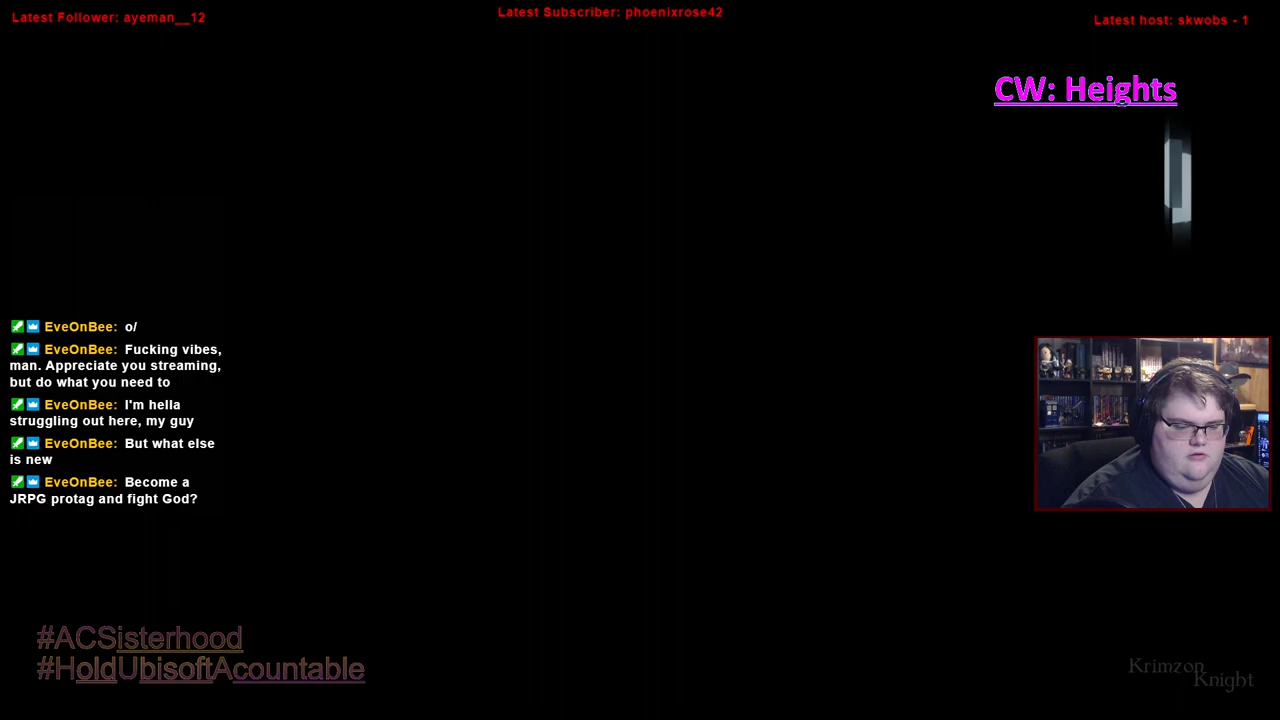 Latest Follower: ayeman__12
Latest Subscriber: phoenixrose42
Latest host: skwobs - 1
CW: Heights
EveOnBee: o/
EveOnBee: Fucking vibes,
man. Appreciate you streaming,
but do what you need to
EveOnBee: I'm hella
struggling out here, my guy
EveOnBee: But what else
is new
EveOnBee: Become a
JRPG protag and fight God?
#ACSisterhood
#HoldUbisoftAcountable
Krimzon
Knight